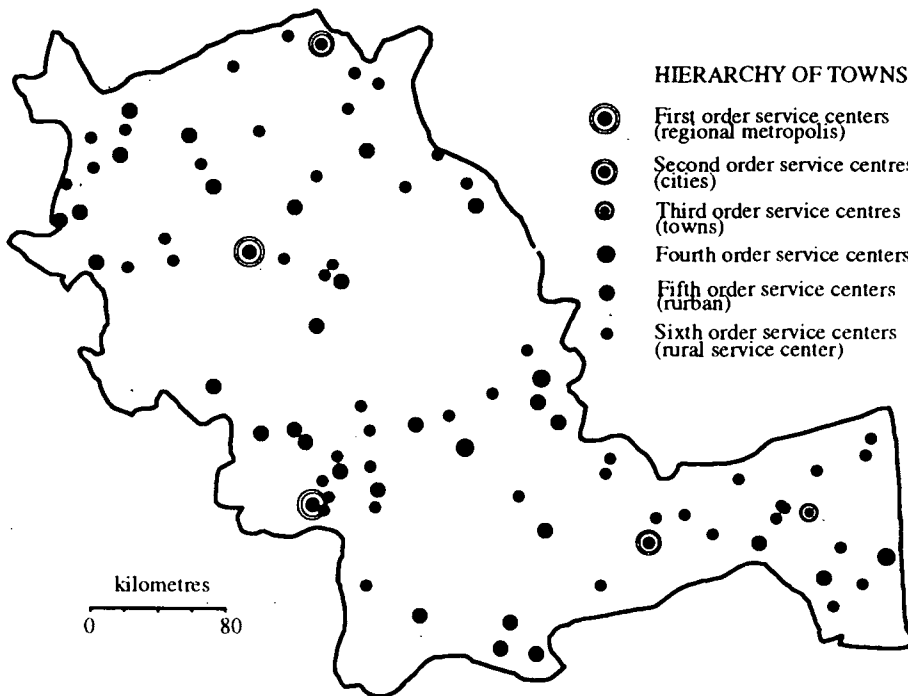 HIERARCHY OF TOWNS
First order service centers
(regional metropolis)
Second order service centres
(cities)
Third order service centres
(towns)
Fourth order service centers
Fifth order service centers
(rurban)
Sixth order service centers
(rural service center)
kilometres
0 80